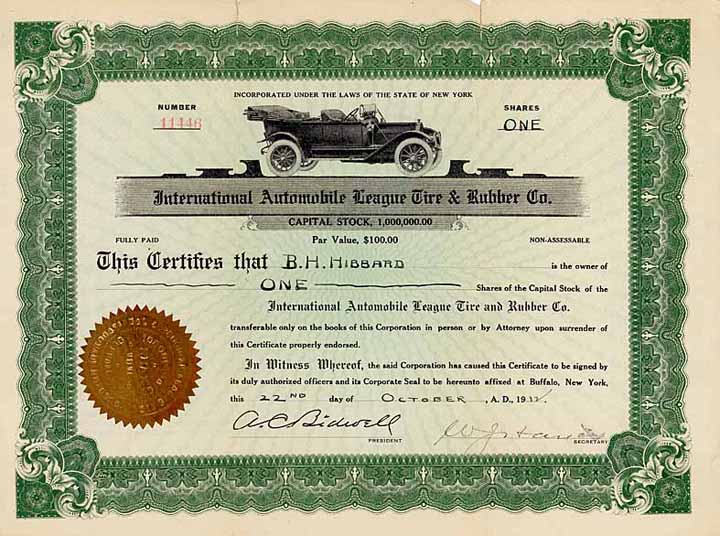 INCORPORATED UNDER THE LAWS OF THE STATE OF NEW YORK
NUMBER
11446
SHARES
ONE
International Automobile League Tire & Rubber Co.
CAPITAL STOCK, 1,000,000.00
FULLY PAID
Par Value, $100.00
NON-ASSESSABLE
This Certifies that B.H. HIBBARD is the owner of
ONE Shares of the Capital Stock of the
International Automobile League Tire and Rubber Co.
transferable only on the books of this Corporation in person or by Attorney upon surrender of
this Certificate properly endorsed.
In Witness Whereof, the said Corporation has caused this Certificate to be signed by
its duly authorized officers and its Corporate Seal to be hereunto affixed at Buffalo, New York,
this 22ND day of OCTOBER, A.D., 191
A.C. Bidwell
PRESIDENT
SECRETARY